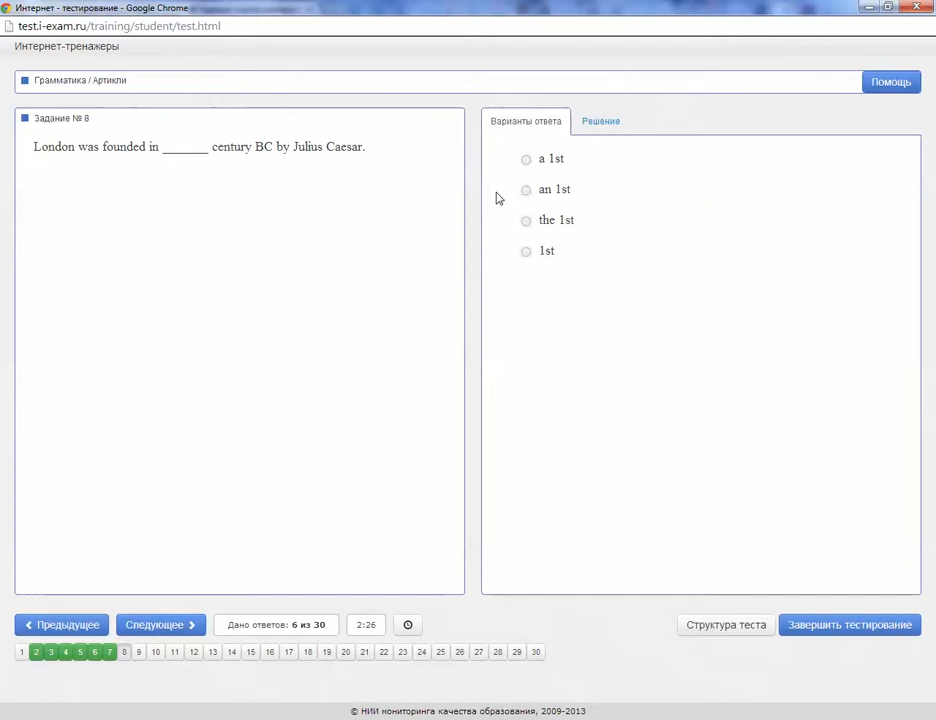 Интернет - тестирование - Google Chrome
test.i-exam.ru/training/student/test.html
Интернет-тренажеры
Грамматика / Артикли
Помощь
Задание № 8
London was founded in _______ century BC by Julius Caesar.
Варианты ответа
Решение
a 1st
an 1st
the 1st
1st
Предыдущее
Следующее
Дано ответов: 6 из 30
2:26
Структура теста
Завершить тестирование
1 2 3 4 5 6 7 8 9 10 11 12 13 14 15 16 17 18 19 20 21 22 23 24 25 26 27 28 29 30
© НИИ мониторинга качества образования, 2009-2013